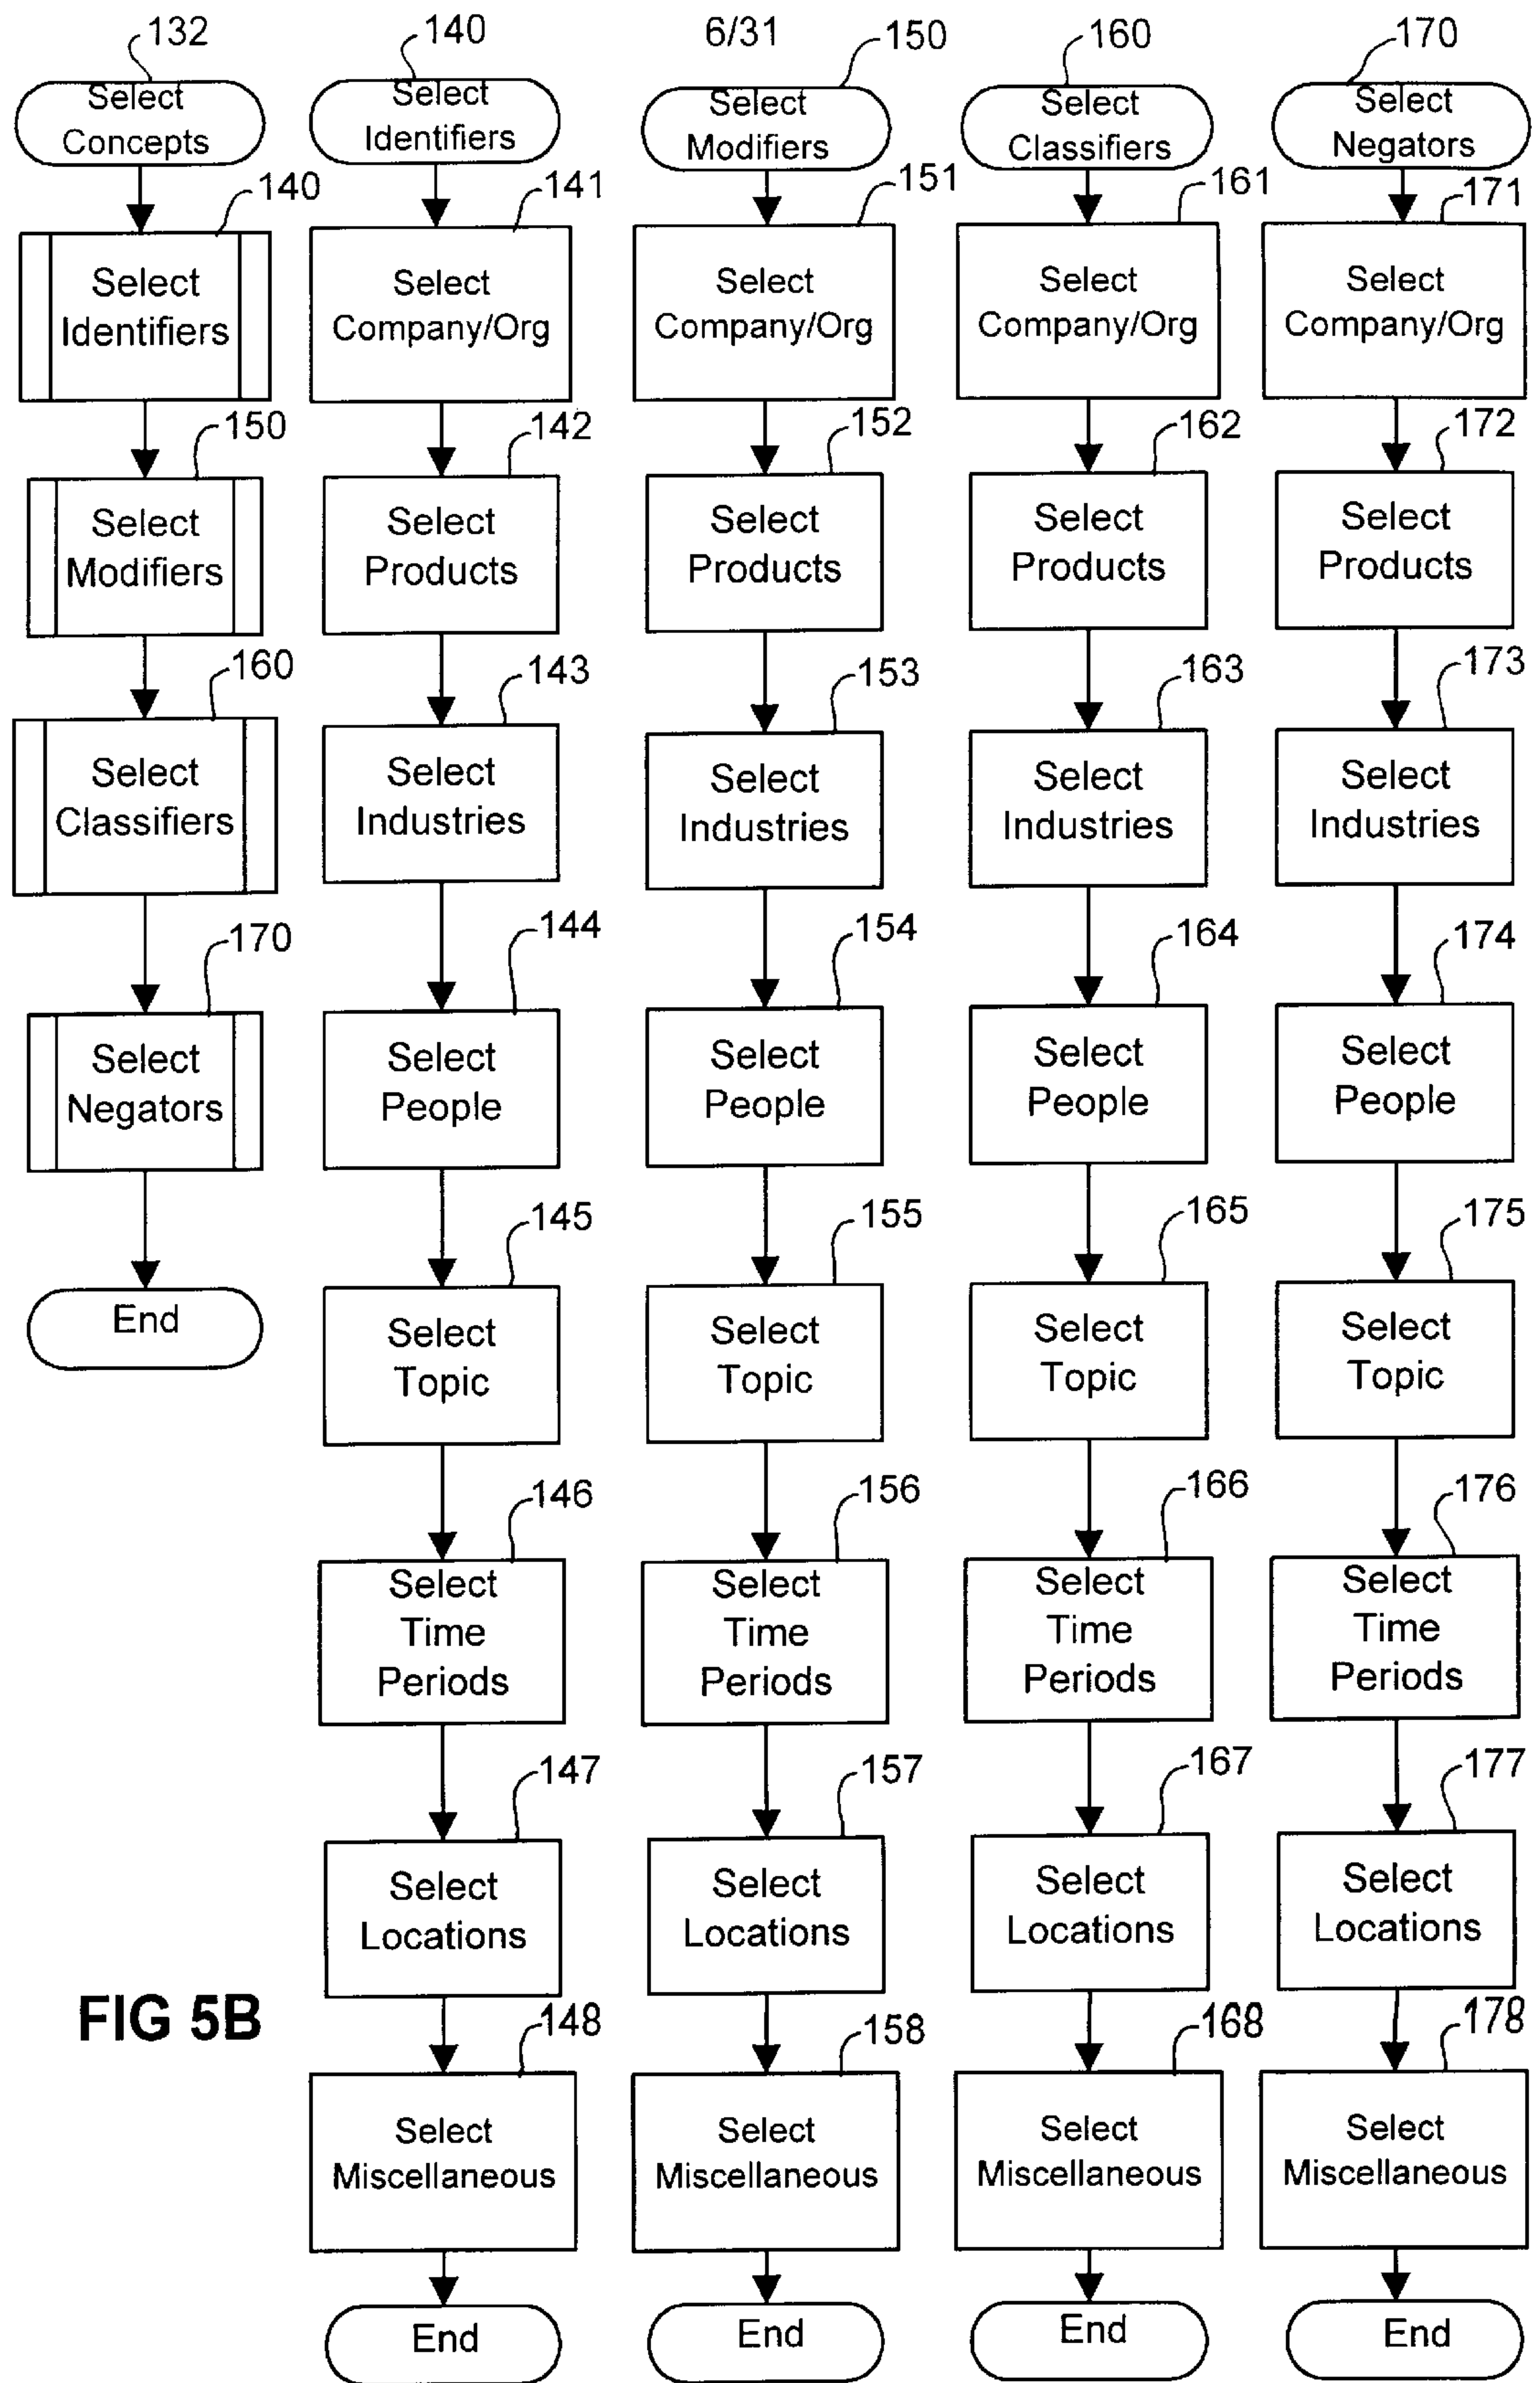 6/31
132
Select
Concepts
140
Select
Identifiers
150
Select
Modifiers
160
Select
Classifiers
170
Select
Negators
End
140
Select
Identifiers
141
Select
Company/Org
142
Select
Products
143
Select
Industries
144
Select
People
145
Select
Topic
146
Select
Time
Periods
147
Select
Locations
148
Select
Miscellaneous
End
150
Select
Modifiers
151
Select
Company/Org
152
Select
Products
153
Select
Industries
154
Select
People
155
Select
Topic
156
Select
Time
Periods
157
Select
Locations
158
Select
Miscellaneous
End
160
Select
Classifiers
161
Select
Company/Org
162
Select
Products
163
Select
Industries
164
Select
People
165
Select
Topic
166
Select
Time
Periods
167
Select
Locations
168
Select
Miscellaneous
End
170
Select
Negators
171
Select
Company/Org
172
Select
Products
173
Select
Industries
174
Select
People
175
Select
Topic
176
Select
Time
Periods
177
Select
Locations
178
Select
Miscellaneous
End
FIG 5B